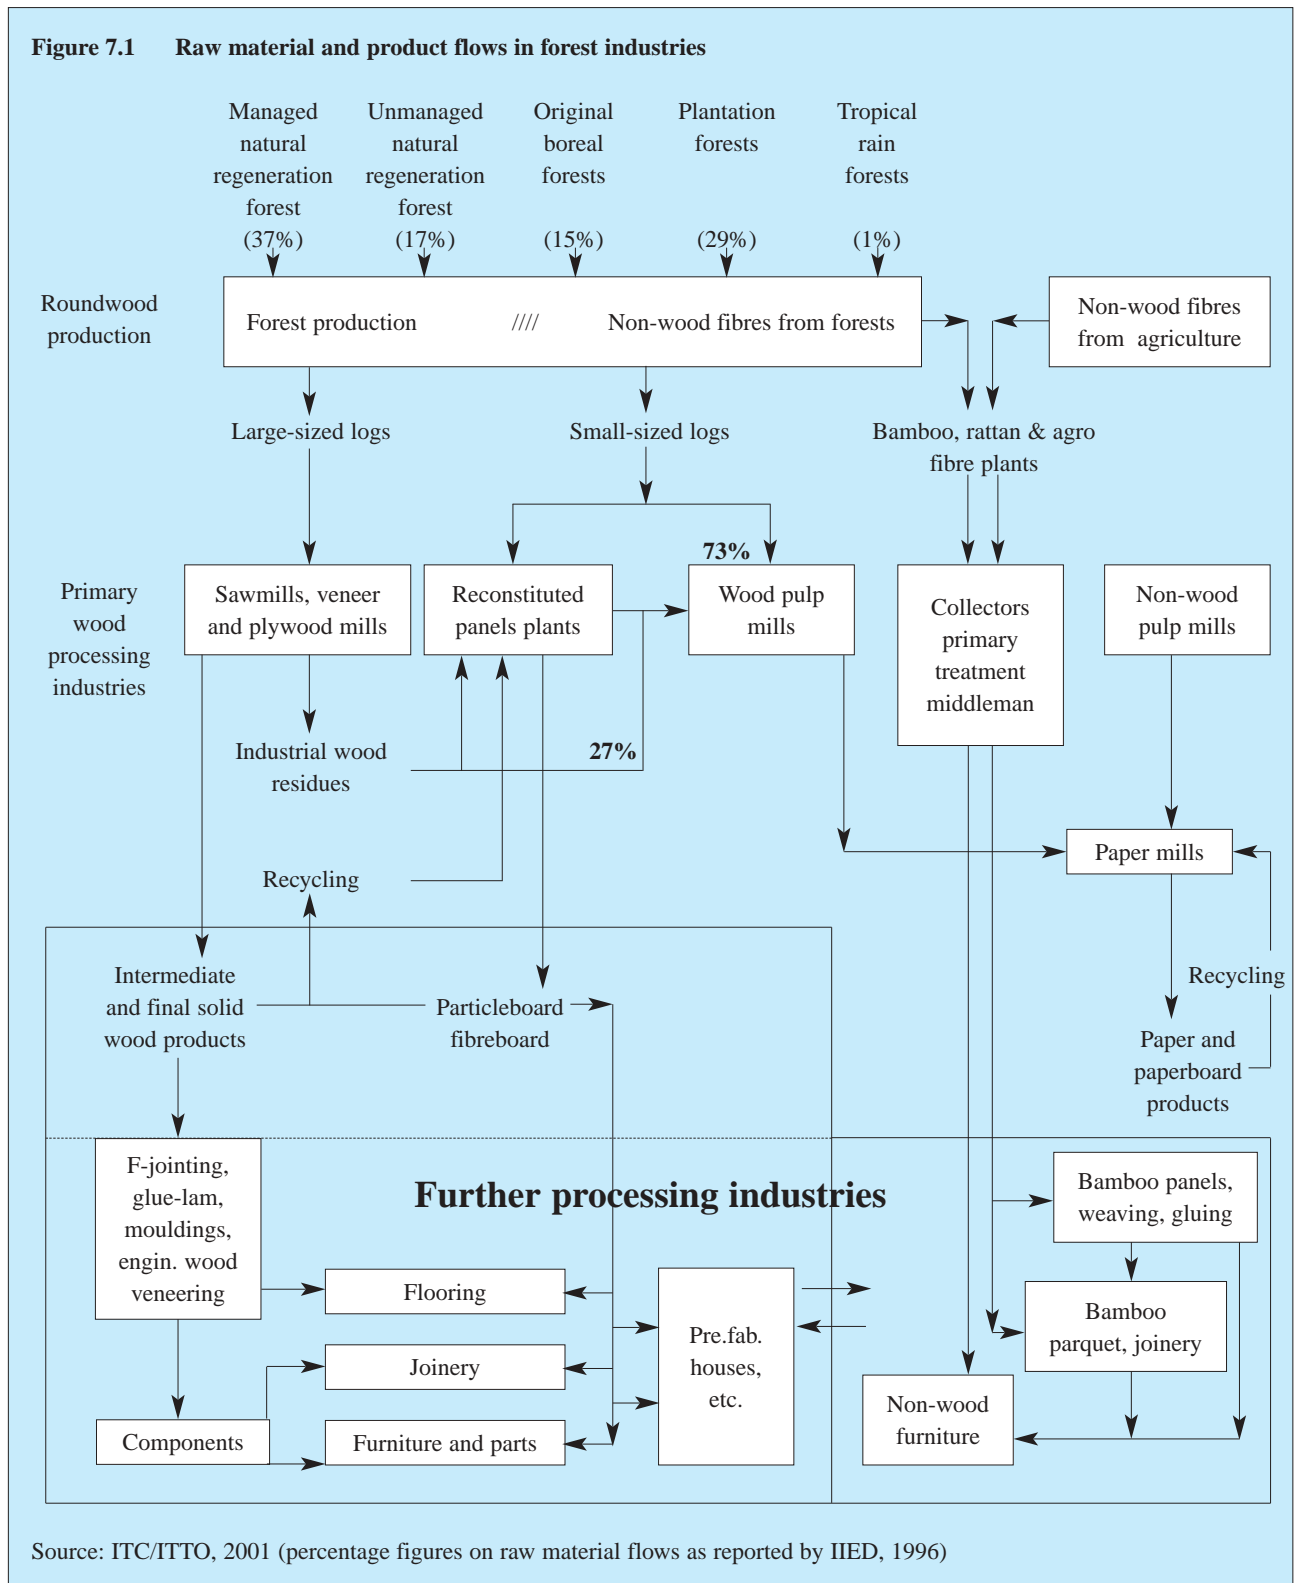 Figure 7.1 Raw material and product flows in forest industries
Managed
natural
regeneration
forest
(37%)
Unmanaged
natural
regeneration
forest
(17%)
Original
boreal
forests
(15%)
Plantation
forests
(29%)
Tropical
rain
forests
(1%)
Roundwood
production
Forest production //// Non-wood fibres from forests
Non-wood fibres
from agriculture
Large-sized logs
Small-sized logs
Bamboo, rattan & agro
fibre plants
73%
Primary
wood
processing
industries
Sawmills, veneer
and plywood mills
Reconstituted
panels plants
Wood pulp
mills
Collectors
primary
treatment
middleman
Non-wood
pulp mills
Industrial wood
residues
27%
Paper mills
Recycling
Intermediate
and final solid
wood products
Particleboard
fibreboard
Recycling
Paper and
paperboard
products
Further processing industries
F-jointing,
glue-lam,
mouldings,
engin. wood
veneering
Bamboo panels,
weaving, gluing
Flooring
Joinery
Components
Furniture and parts
Pre.fab.
houses,
etc.
Bamboo
parquet, joinery
Non-wood
furniture
Source: ITC/ITTO, 2001 (percentage figures on raw material flows as reported by IIED, 1996)